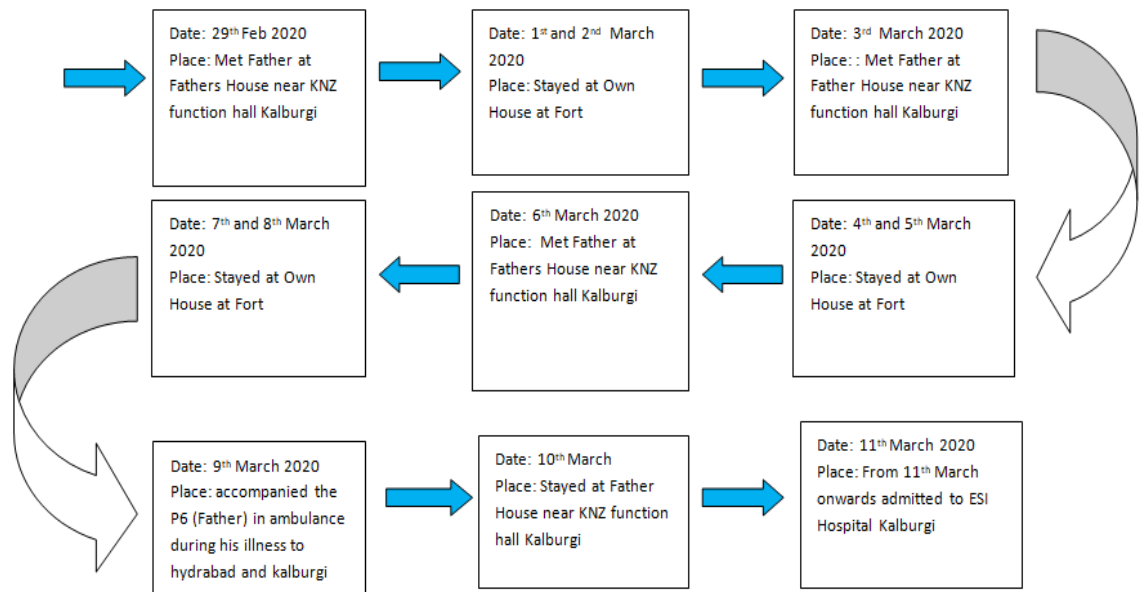 Date: 29th Feb 2020
Place: Met Father at
Fathers House near KNZ
function hall Kalburgi
Date: 1st and 2nd March
2020
Place: Stayed at Own
House at Fort
Date: 3rd March 2020
Place: : Met Father at
Father House near KNZ
function hall Kalburgi
Date: 4th and 5th March
2020
Place: Stayed at Own
House at Fort
Date: 6th March 2020
Place: Met Father at
Fathers House near KNZ
function hall Kalburgi
Date: 7th and 8th March
2020
Place: Stayed at Own
House at Fort
Date: 9th March 2020
Place: accompanied the
P6 (Father) in ambulance
during his illness to
hydrabad and kalburgi
Date: 10th March
Place: Stayed at Father
House near KNZ function
hall Kalburgi
Date: 11th March 2020
Place: From 11th March
onwards admitted to ESI
Hospital Kalburgi